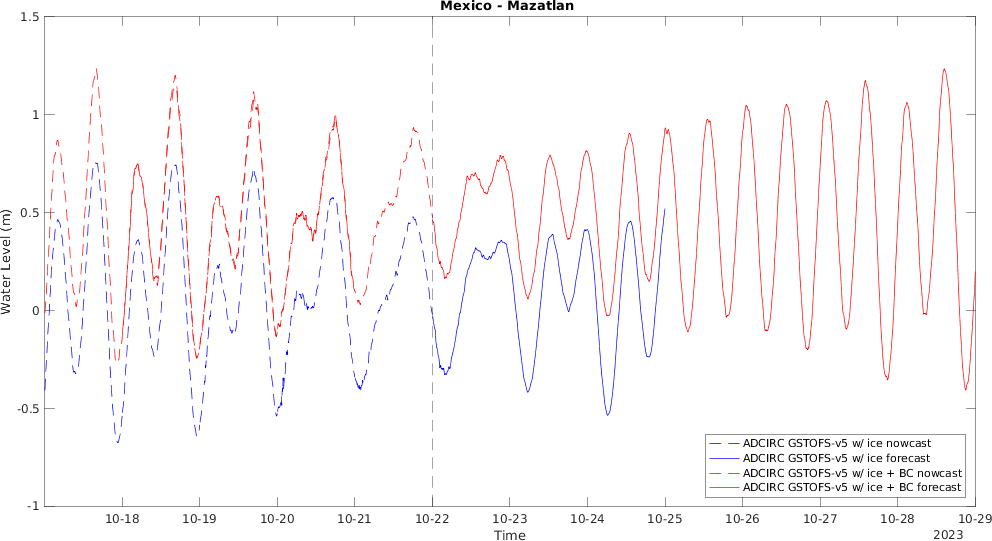 Mexico - Mazatlan
1.5
1
0.5
0
-0.5
-1
Water Level (m)
10-18
10-19
10-20
10-21
10-22
10-23
10-24
10-25
10-26
10-27
10-28
10-29
Time
2023
ADCIRC GSTOFS-v5 w/ ice nowcast
ADCIRC GSTOFS-v5 w/ ice forecast
ADCIRC GSTOFS-v5 w/ ice + BC nowcast
ADCIRC GSTOFS-v5 w/ ice + BC forecast